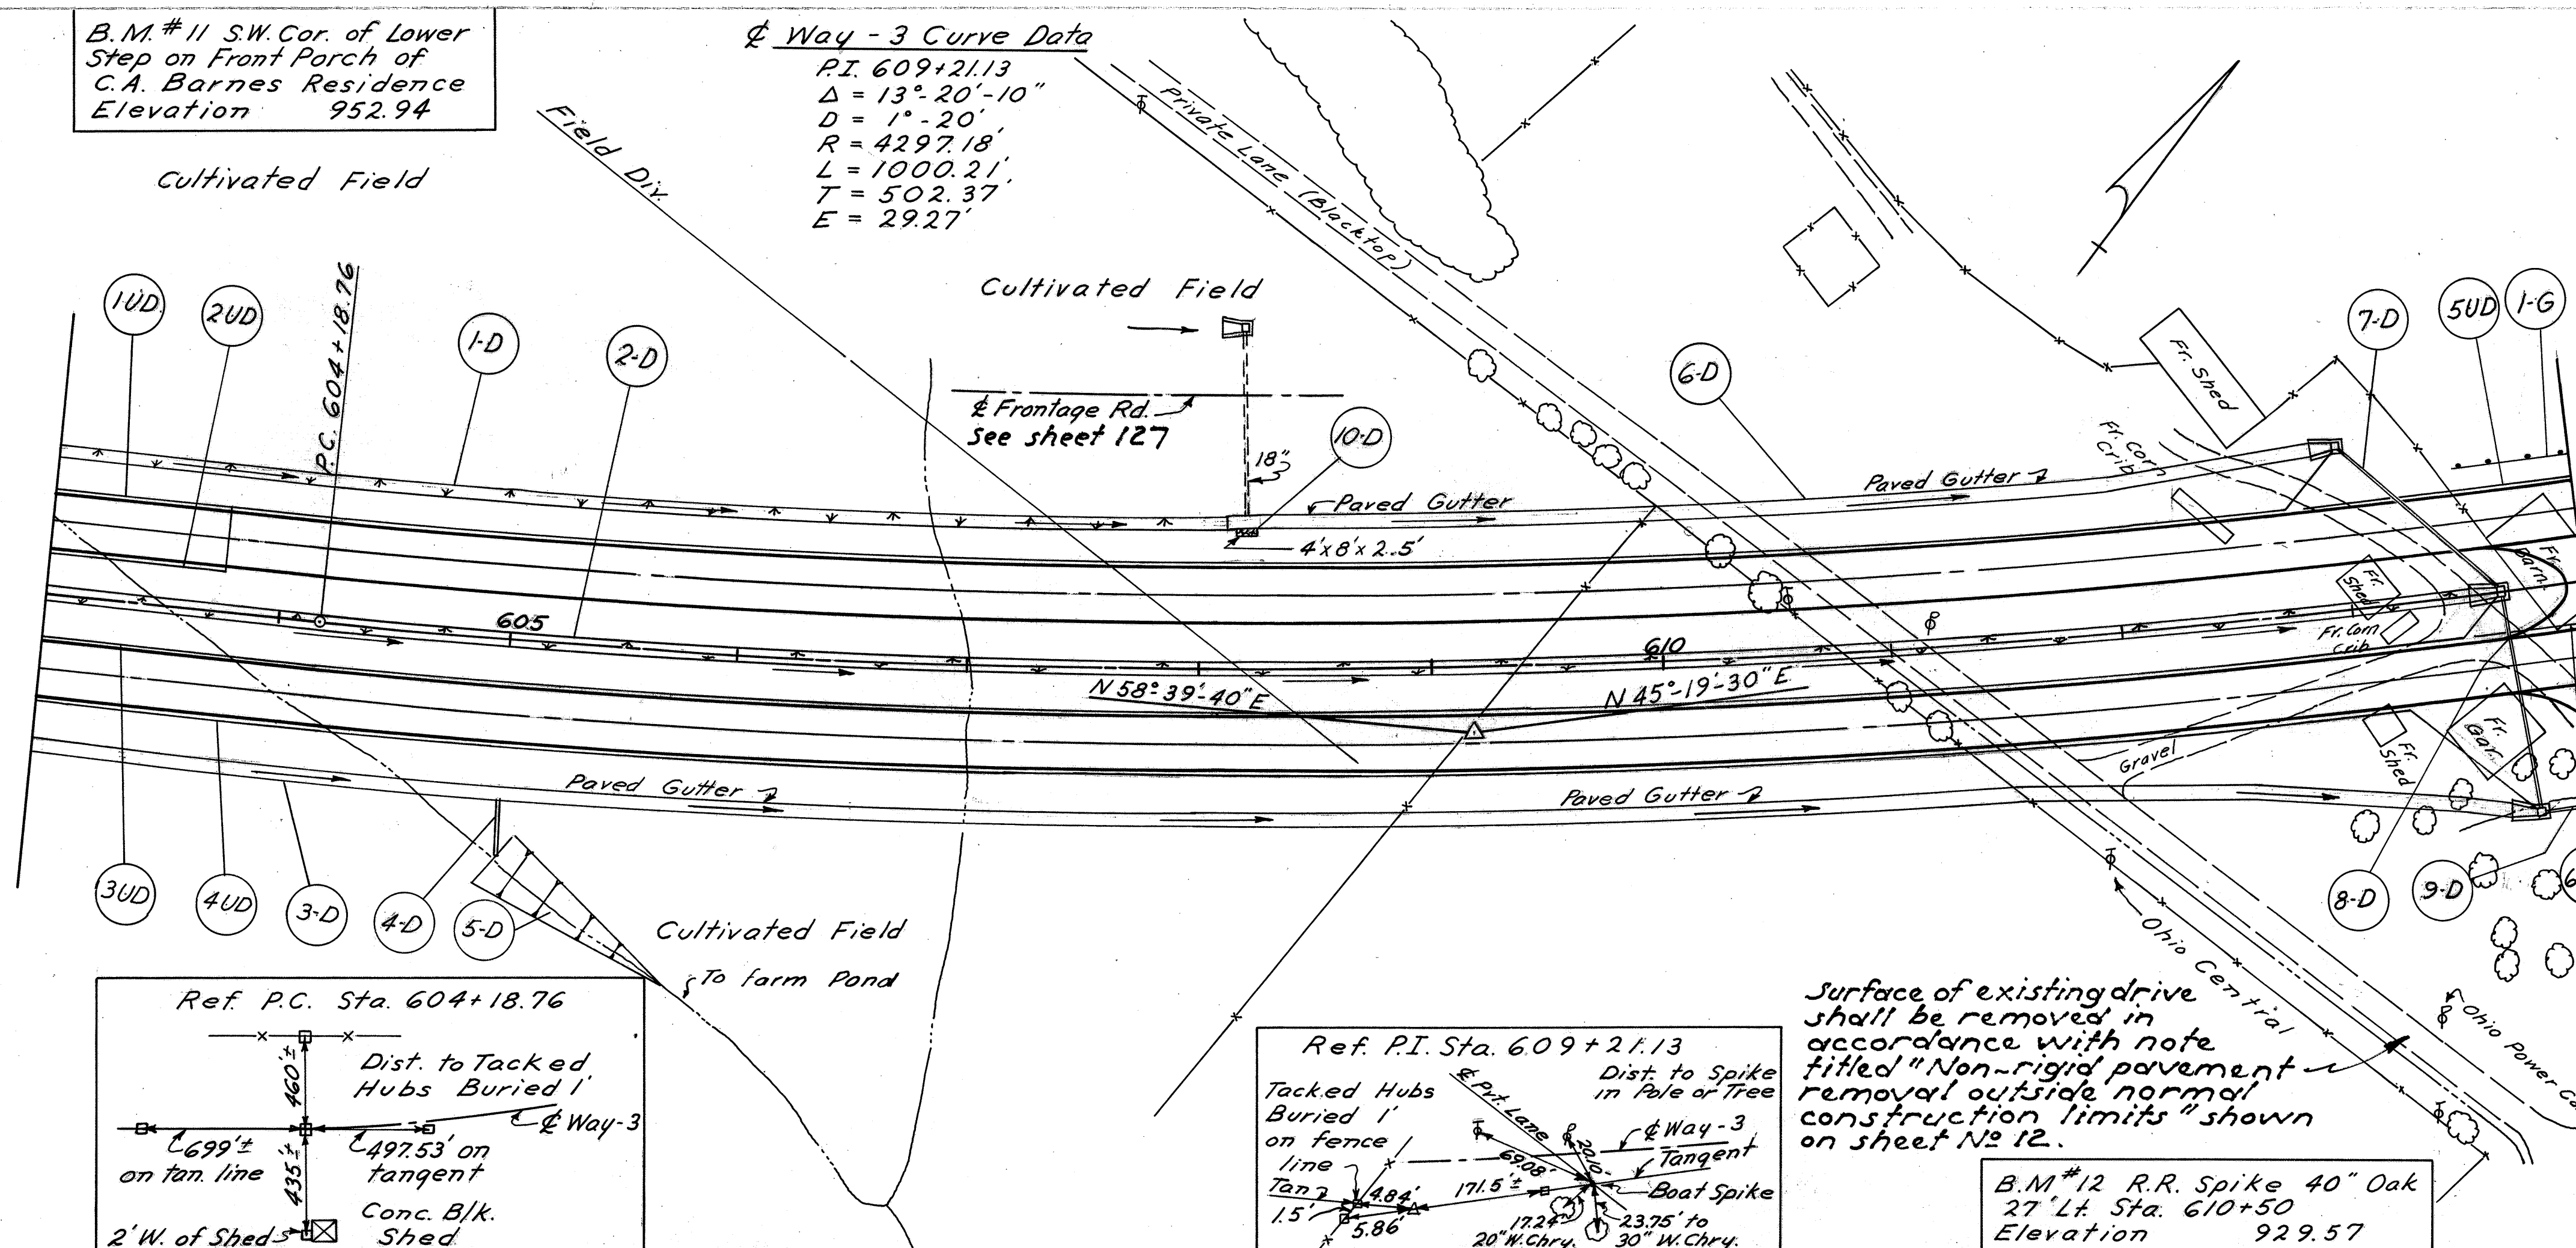 B.M.#11 S.W. Cor. of Lower
Step on Front Porch of
C.A. Barnes Residence
Elevation 952.94
Cultivated Field
℄ Way - 3 Curve Data
P.I. 609+21.13
Δ = 13°-20'-10"
D = 1°-20'
R = 4297.18'
L = 1000.21'
T = 502.37'
E = 29.27'
Field Div.
Private Lane (Blacktop)
Cultivated Field
℄ Frontage Rd.
See sheet 127
18"
10-D
4'x8'x2.5'
Paved Gutter
Paved Gutter
6-D
Fr. Shed
Fr. Corn
Crib
7-D
5UD
1-G
1-UD
2UD
P.C. 604+18.76
1-D
2-D
605
610
N 58°-39'-40" E
N 45°-19'-30" E
Fr.
Shed
Fr. Corn
Crib
Fr.
Barn
Fr.
Gar.
Fr.
Shed
Gravel
Paved Gutter
Paved Gutter
3UD
4UD
3-D
4-D
5-D
8-D
9-D
Cultivated Field
To Farm Pond
Ohio Central
Ohio Power Co
Ref. P.C. Sta. 604+18.76
460'±
Dist. to Tacked
Hubs Buried 1'
℄ Way-3
699'±
on tan. line
497.53' on
tangent
435'±
2' W. of Shed
Conc. Blk.
Shed
Ref. P.I. Sta. 609+21.13
Tacked Hubs
Buried 1'
on fence
line
℄ Pvt. Lane
Dist. to Spike
in Pole or Tree
℄ Way-3
Tangent
Boat Spike
69.08'
20.10'
Tan
1.5'
4.84'
5.86'
171.5'±
17.24'
20" W. Chry.
23.75' to
30" W. Chry.
Surface of existing drive
shall be removed in
accordance with note
titled "Non-rigid pavement
removal outside normal
construction limits" shown
on sheet No 12.
B.M.#12 R.R. Spike 40" Oak
27' Lt. Sta. 610+50
Elevation 929.57